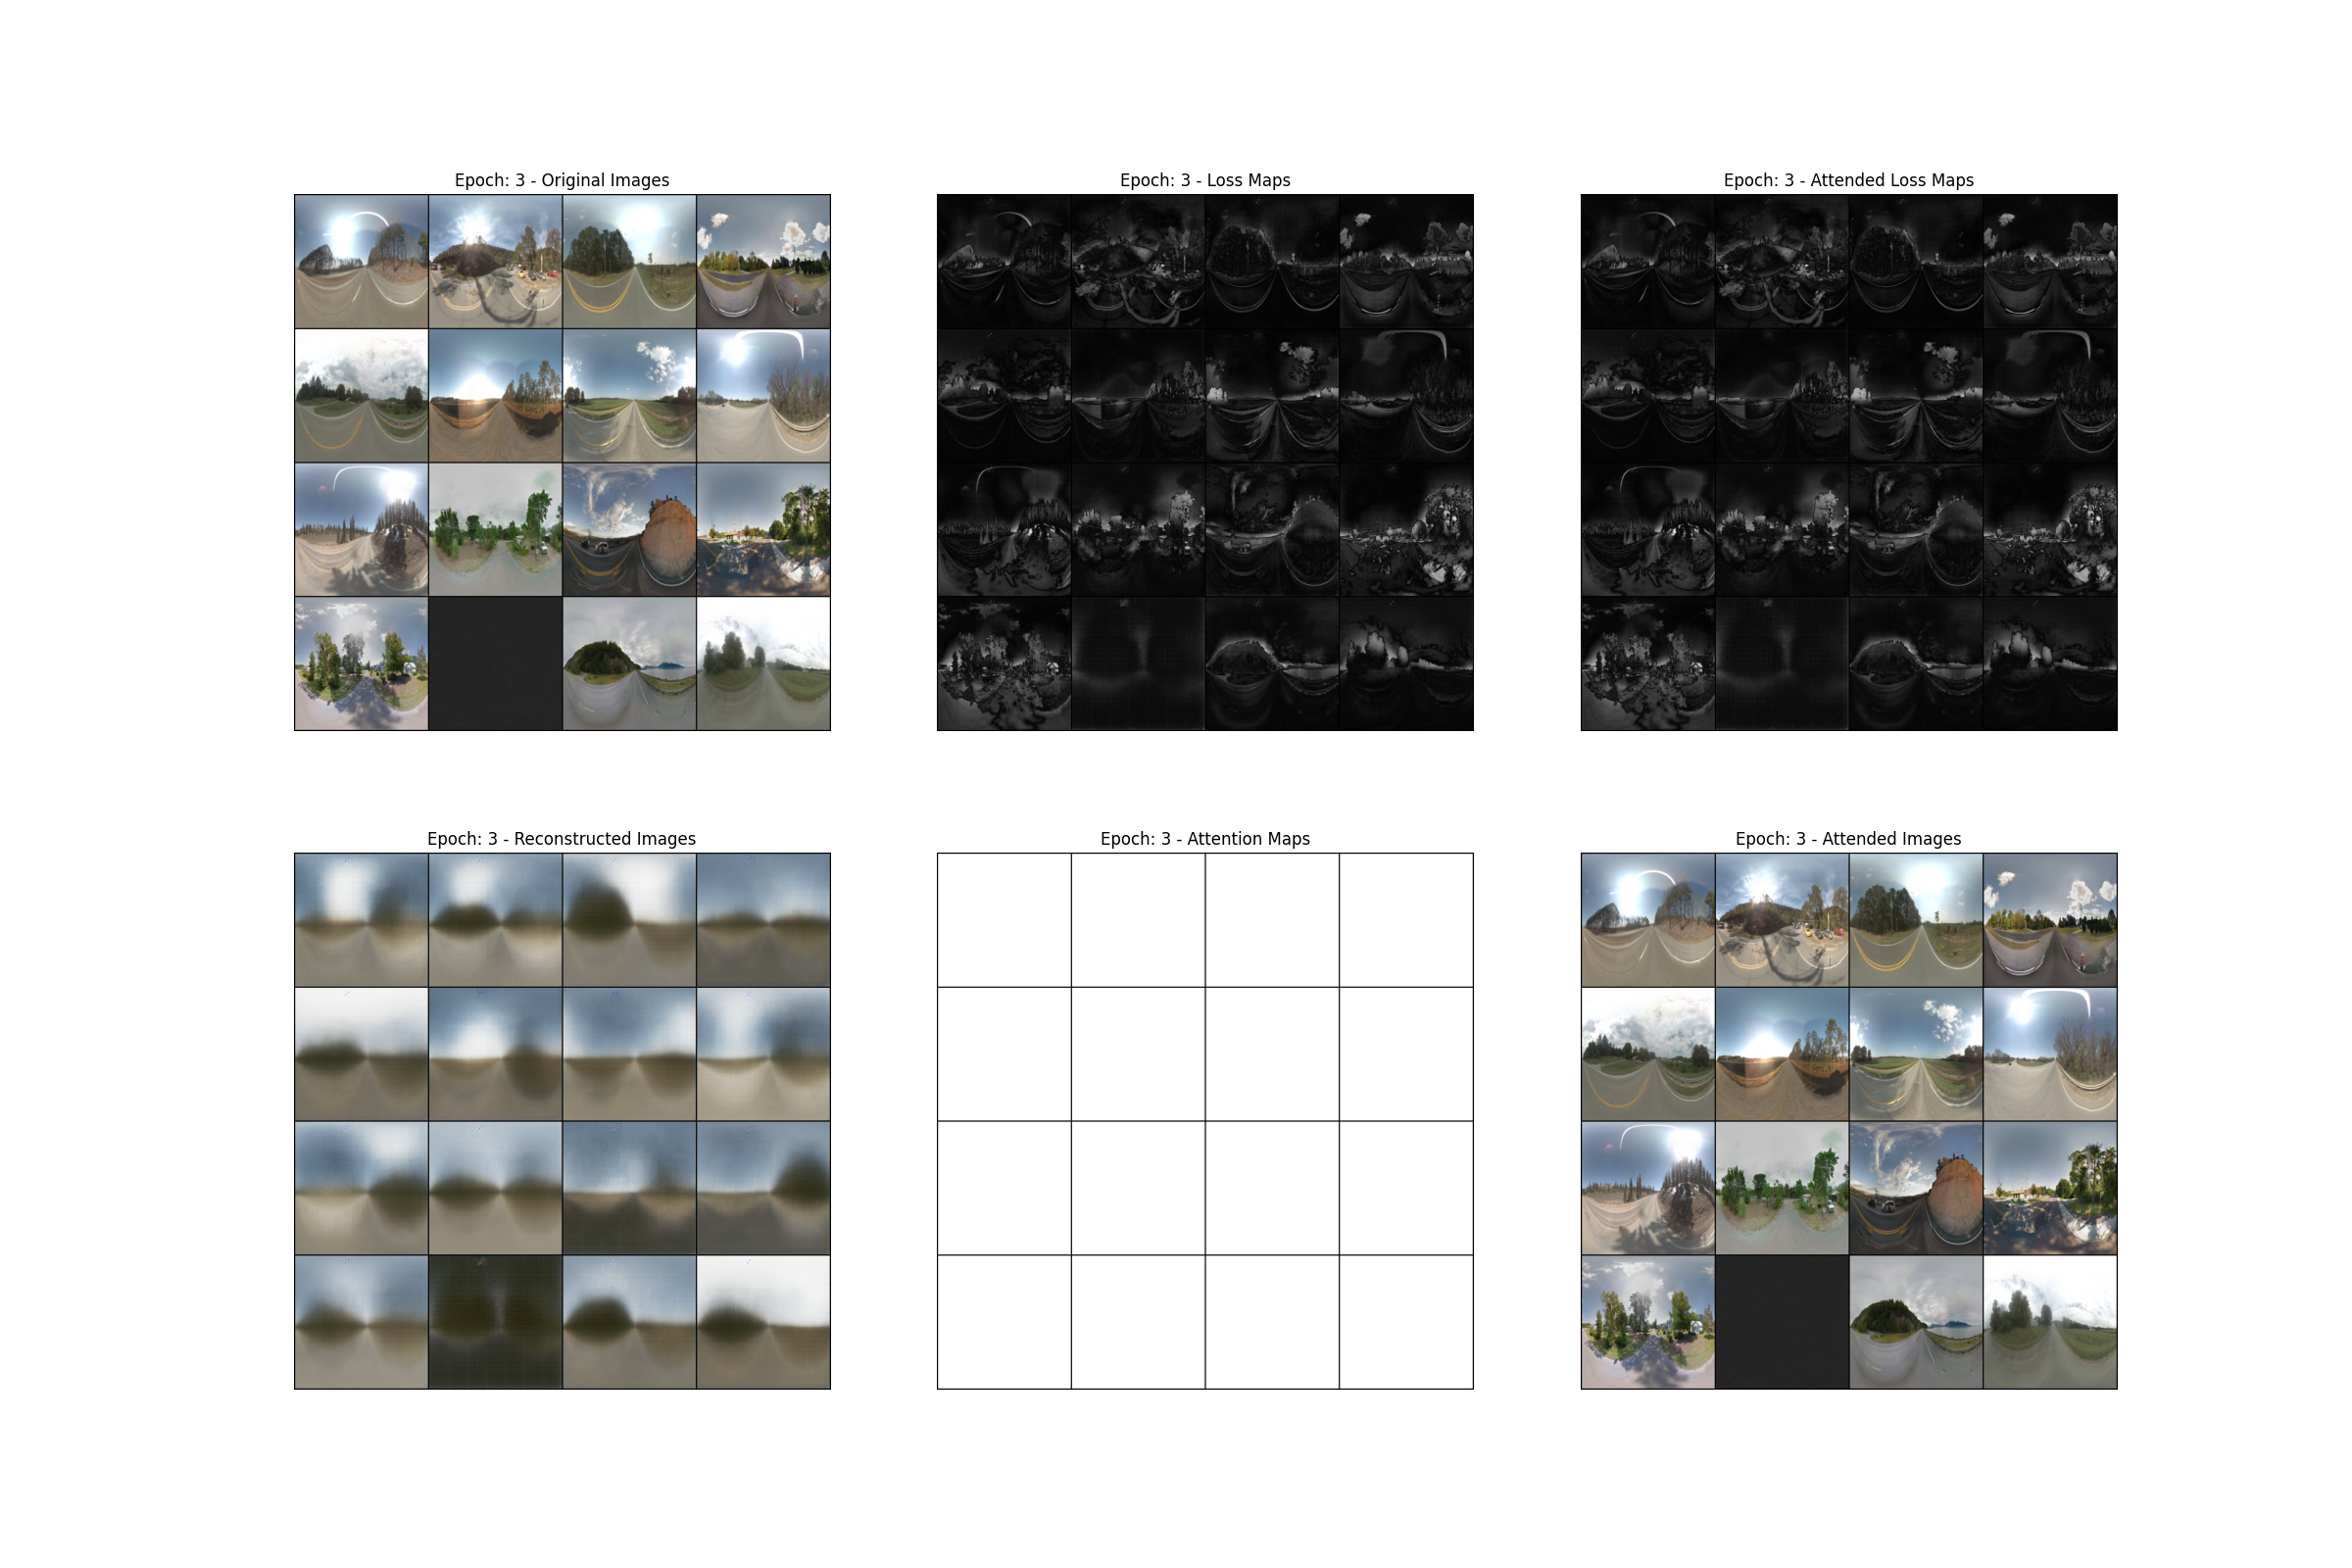 Epoch: 3 - Original Images
Epoch: 3 - Loss Maps
Epoch: 3 - Attended Loss Maps
Epoch: 3 - Reconstructed Images
Epoch: 3 - Attention Maps
Epoch: 3 - Attended Images